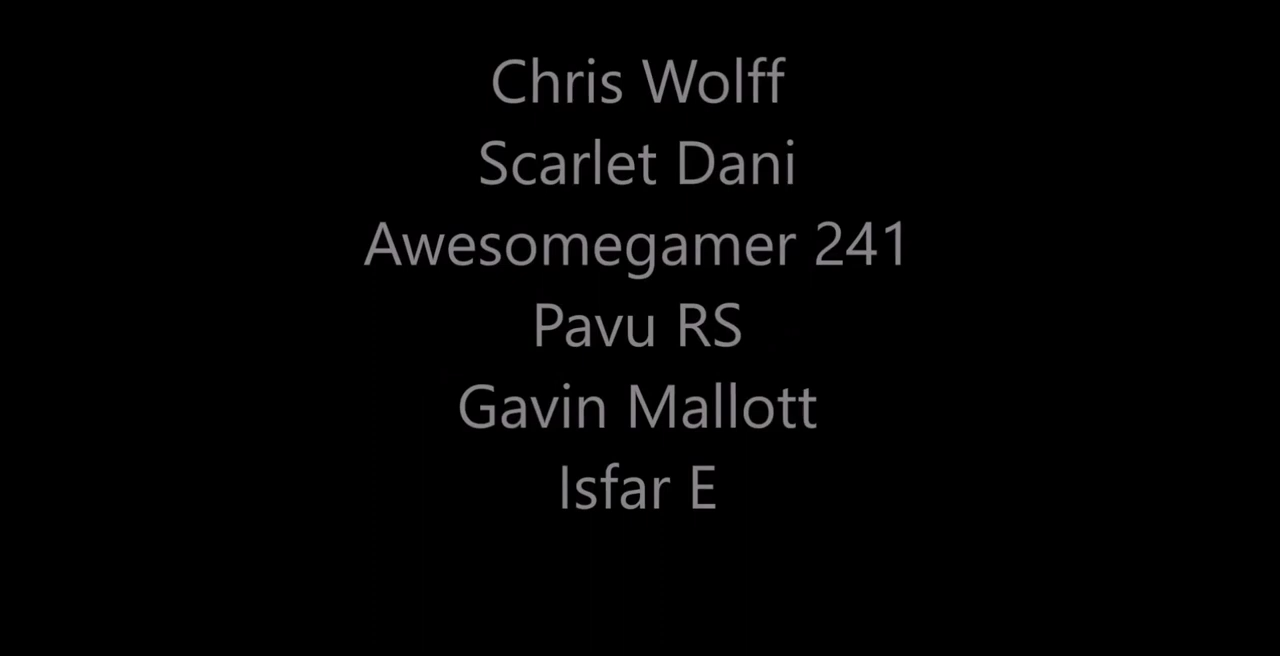 Chris Wolff
Scarlet Dani
Awesomegamer 241
Pavu RS
Gavin Mallott
Isfar E